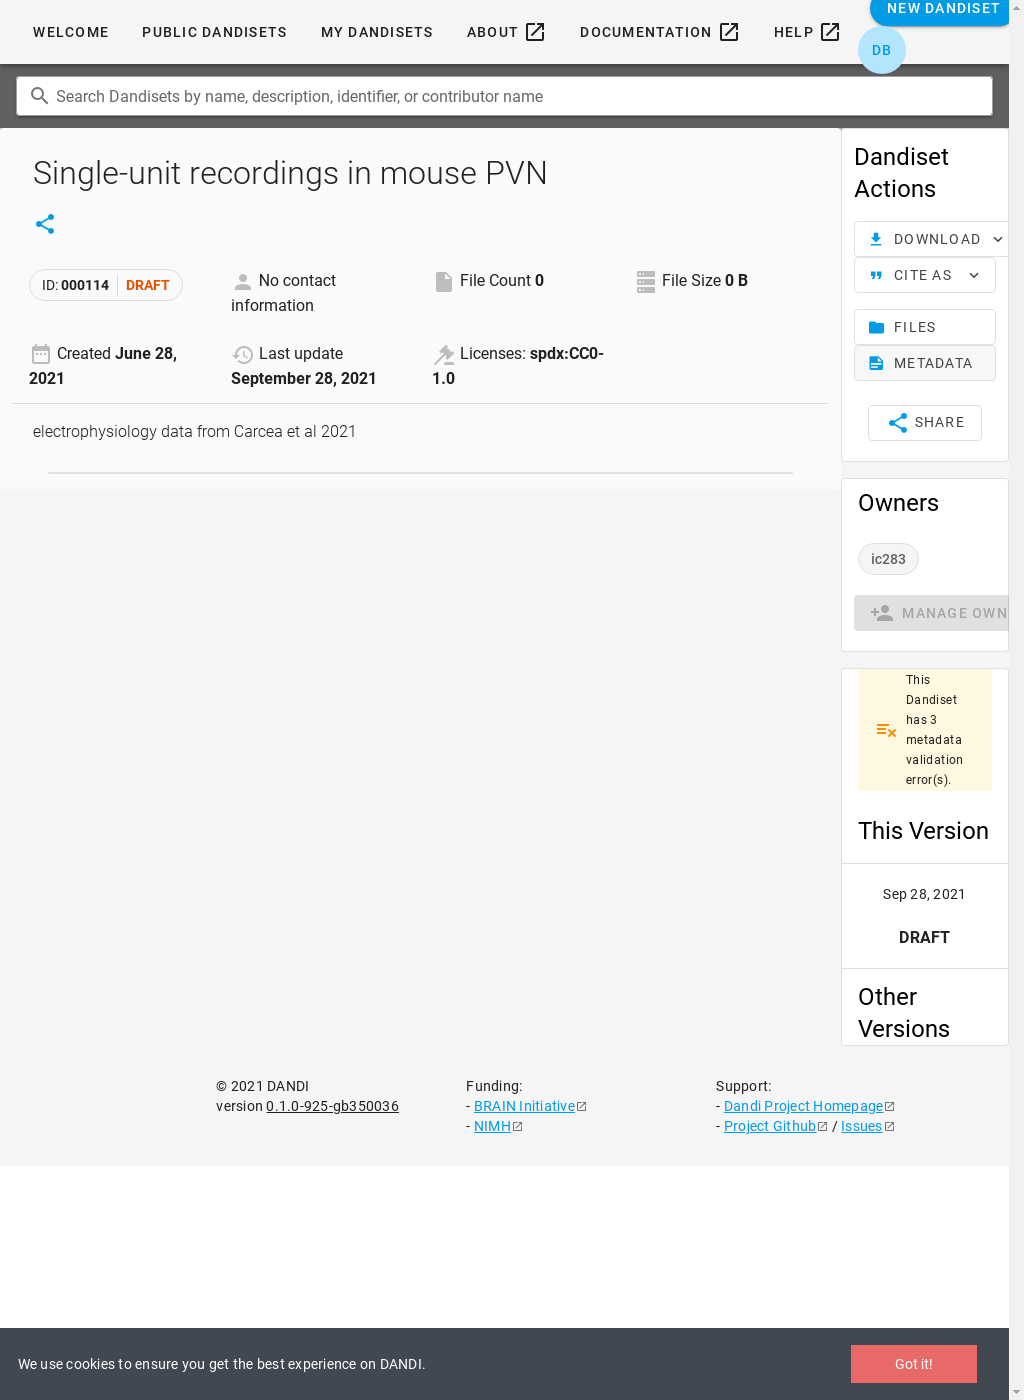 NEW DANDISET
WELCOME PUBLIC DANDISETS MY DANDISETS ABOUT DOCUMENTATION HELP
DB
Search Dandisets by name, description, identifier, or contributor name
Single-unit recordings in mouse PVN
ID: 000114 DRAFT
No contact
information
File Count 0
File Size 0 B
Created June 28,
2021
Last update
September 28, 2021
Licenses: spdx:CC0-
1.0
electrophysiology data from Carcea et al 2021
Dandiset
Actions
DOWNLOAD
CITE AS
FILES
METADATA
SHARE
Owners
ic283
MANAGE OWN
This
Dandiset
has 3
metadata
validation
error(s).
This Version
Sep 28, 2021
DRAFT
Other
Versions
© 2021 DANDI
version 0.1.0-925-gb350036
Funding:
- BRAIN Initiative
- NIMH
Support:
- Dandi Project Homepage
- Project Github / Issues
We use cookies to ensure you get the best experience on DANDI.
Got it!